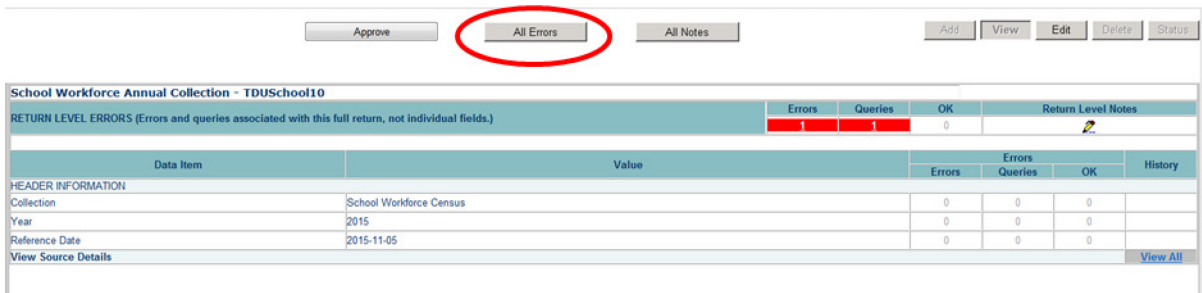 Approve All Errors All Notes Add View Edit Delete Status
School Workforce Annual Collection - TDUSchool10
RETURN LEVEL ERRORS (Errors and queries associated with this full return, not individual fields.) Errors Queries OK Return Level Notes
1 1 0
Data Item Value Errors History
Errors Queries OK
HEADER INFORMATION
Collection School Workforce Census 0 0 0
Year 2015 0 0 0
Reference Date 2015-11-05 0 0 0
View Source Details View All